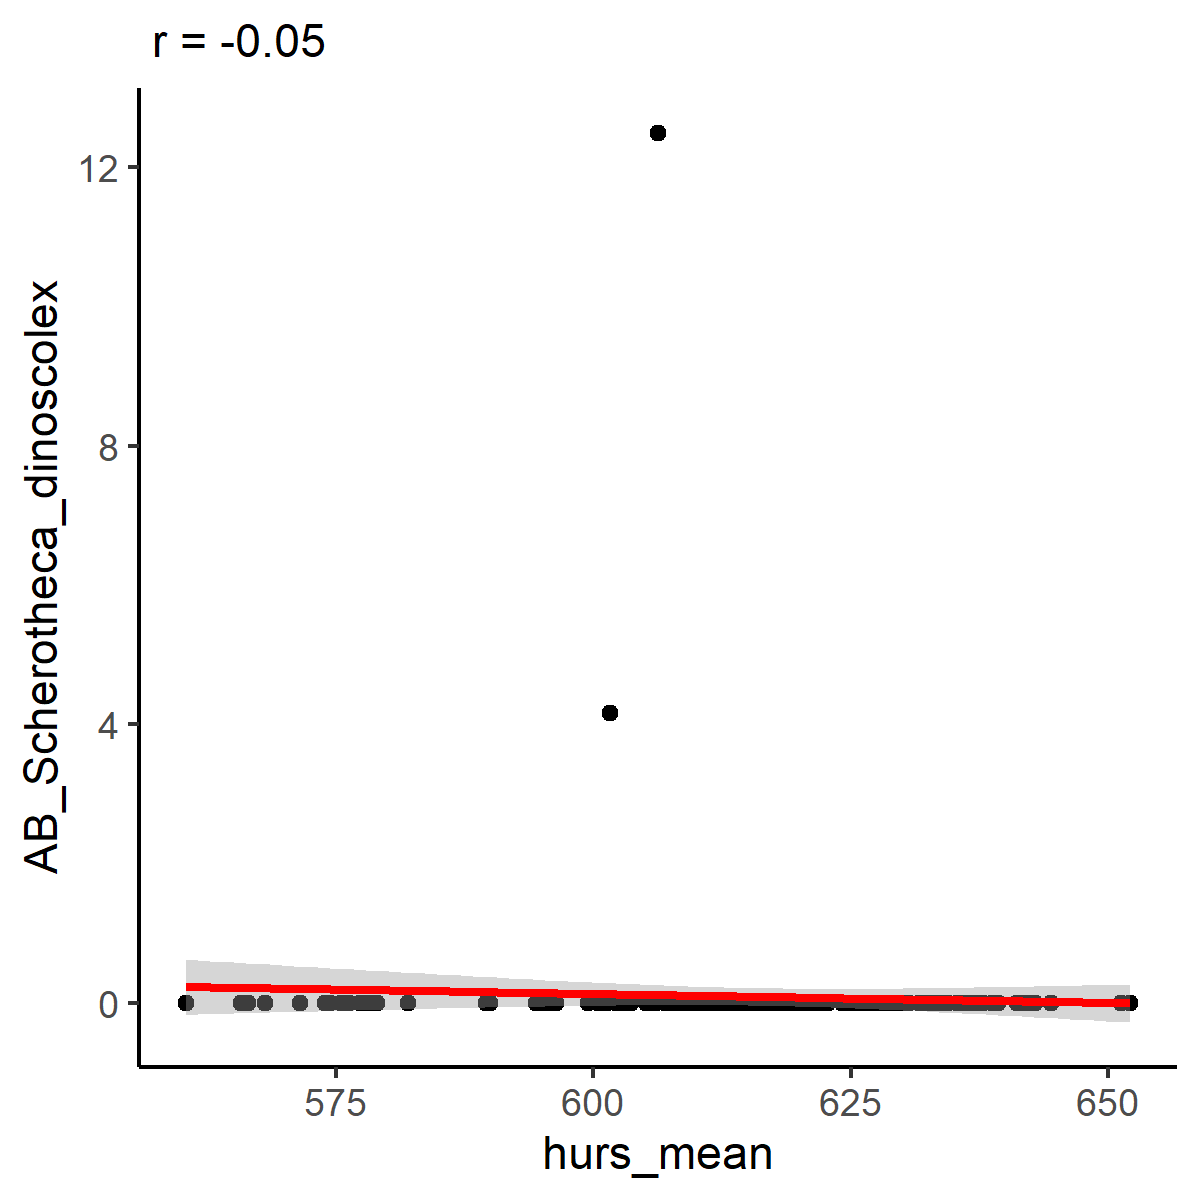 r = -0.05
AB_Scherotheca_dinoscolex
12
8
4
0
575
600
625
650
hurs_mean